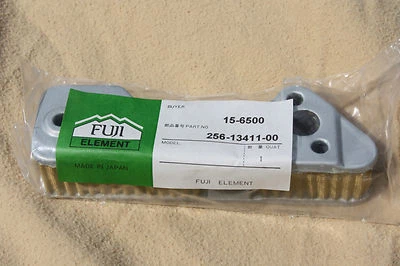 BUYER
15-6500
部品番号 PART.NO.
256-13411-00
MODEL
数量 QUAT.
1
FUJI
ELEMENT
MADE IN JAPAN
FUJI ELEMENT